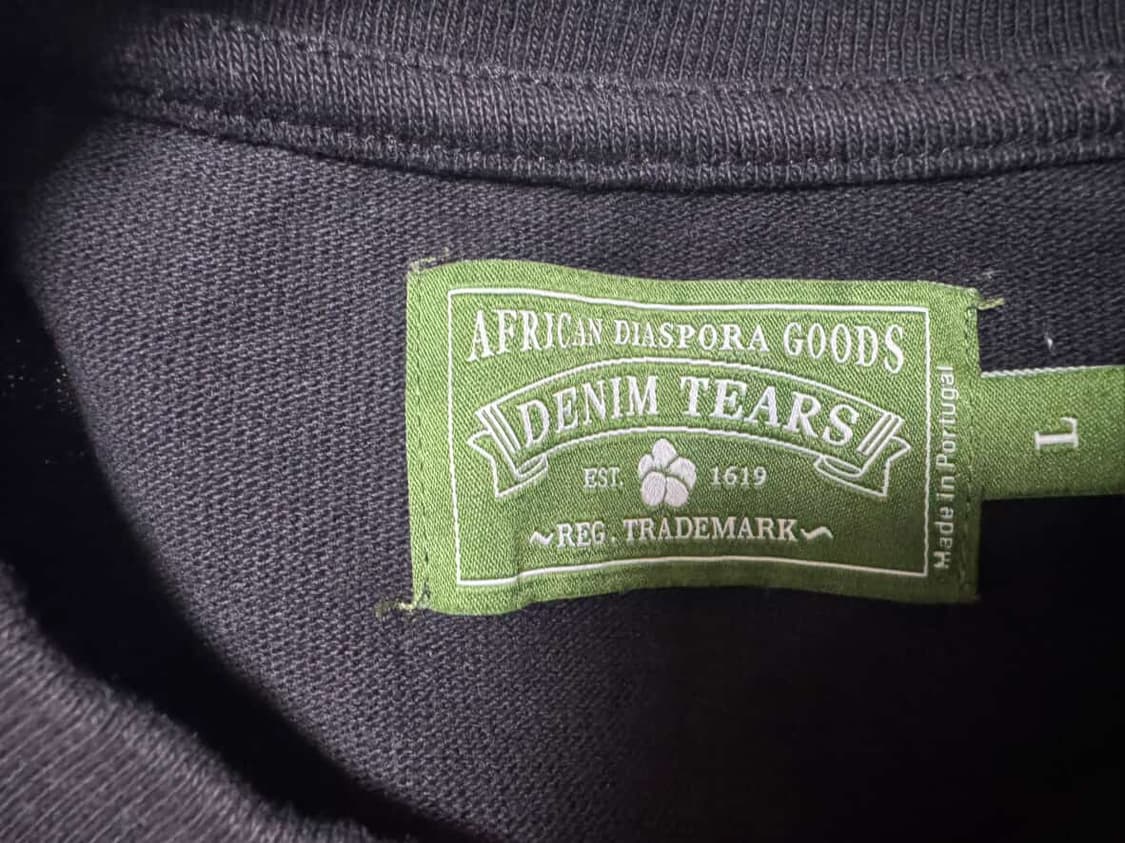 AFRICAN DIASPORA GOODS
DENIM TEARS
EST. 1619
~REG. TRADEMARK~
Made in Portugal
L